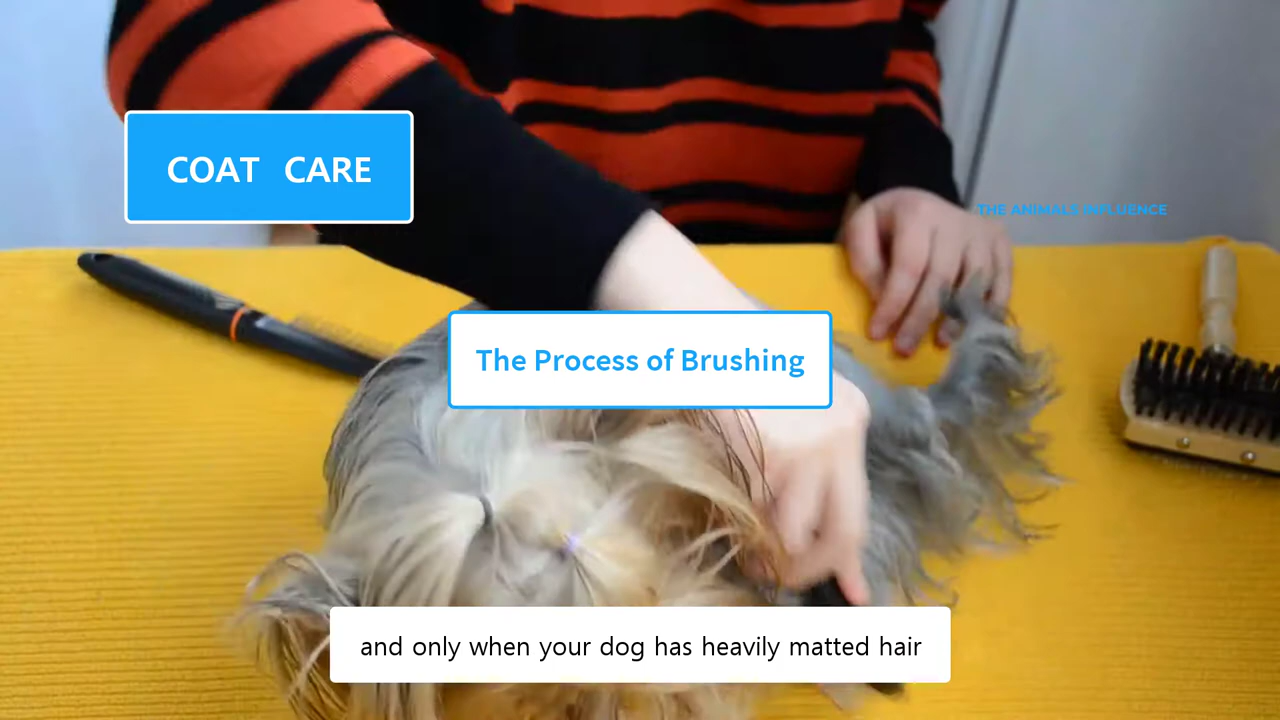 COAT CARE
THE ANIMALS INFLUENCE
The Process of Brushing
and only when your dog has heavily matted hair